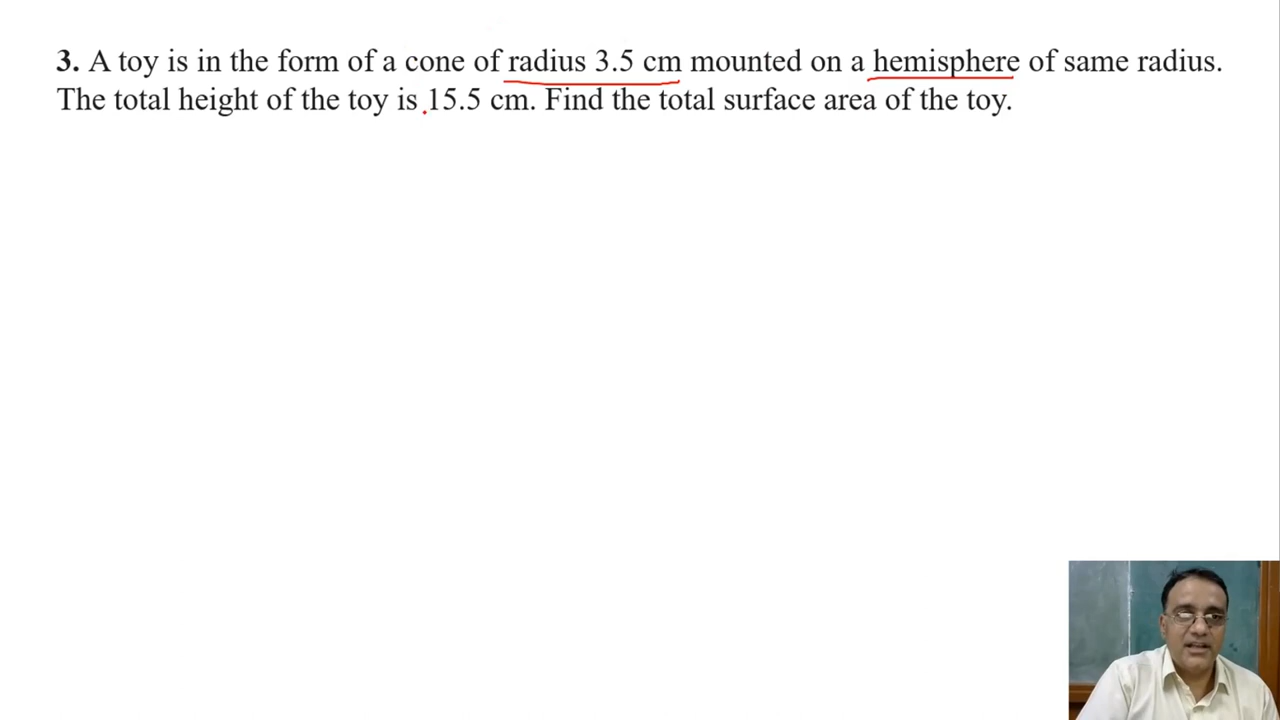 3. A toy is in the form of a cone of radius 3.5 cm mounted on a hemisphere of same radius.
The total height of the toy is 15.5 cm. Find the total surface area of the toy.